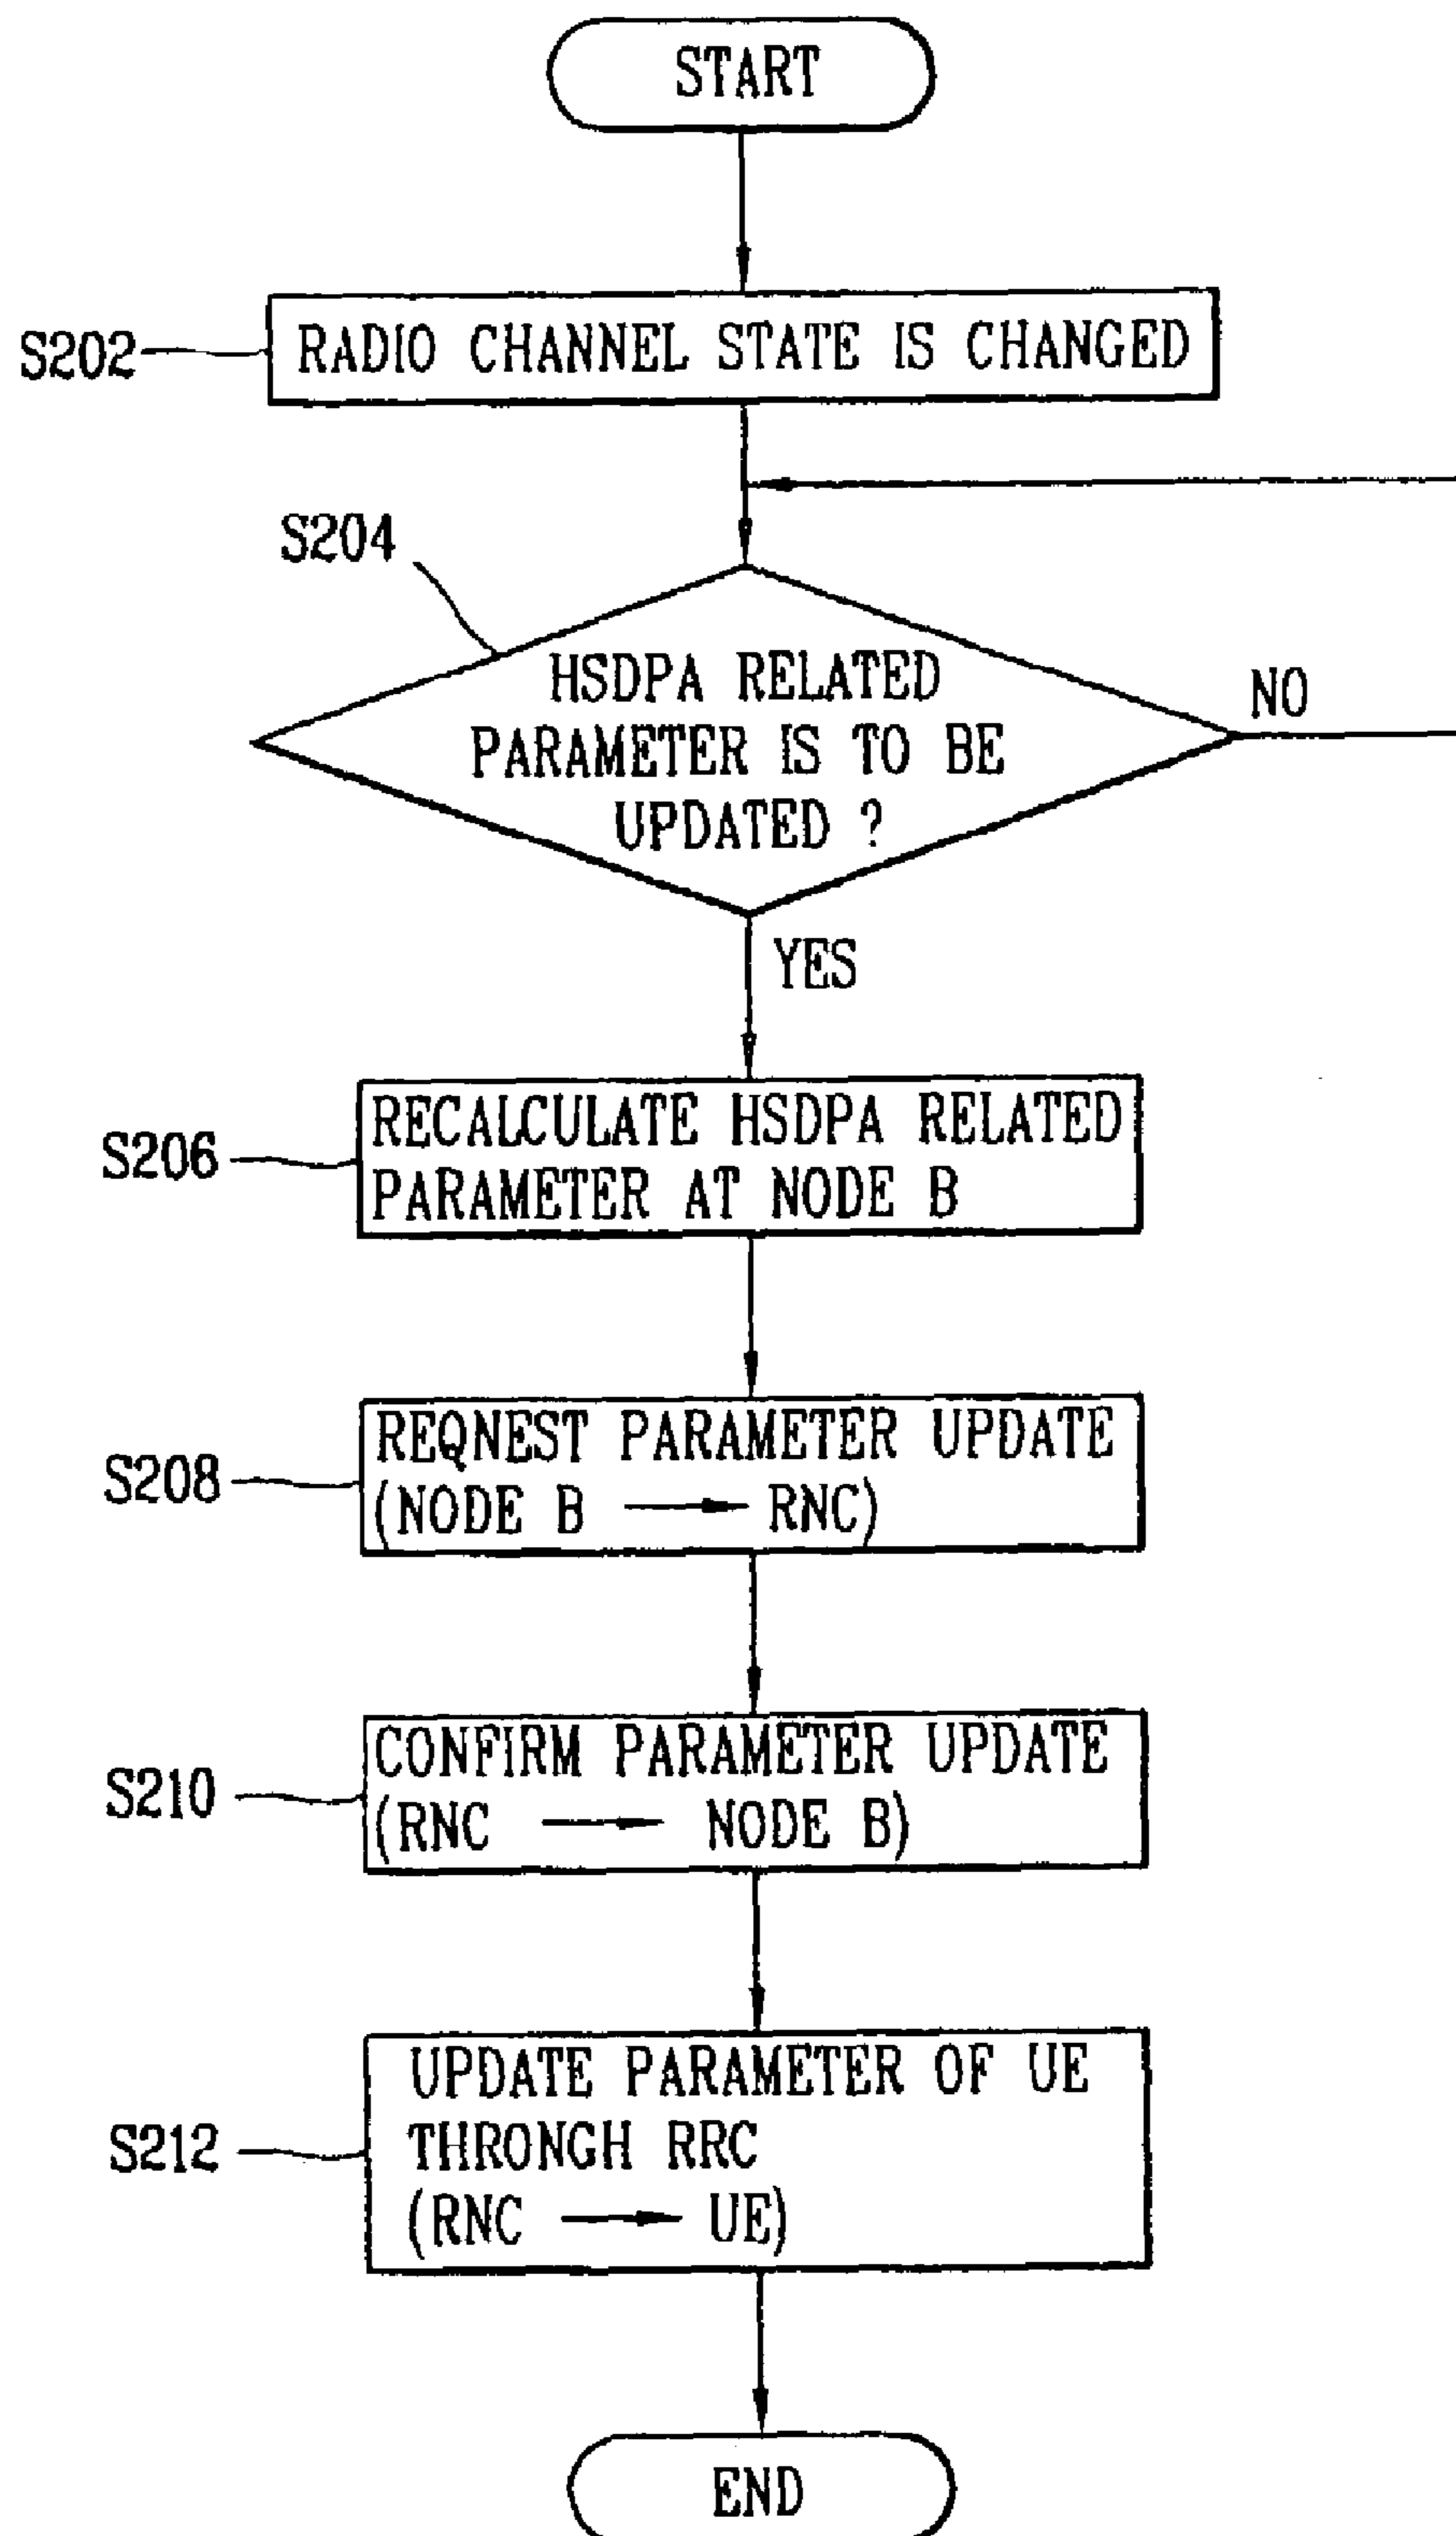 START
S202
RADIO CHANNEL STATE IS CHANGED
S204
HSDPA RELATED
PARAMETER IS TO BE
UPDATED ?
NO
YES
S206
RECALCULATE HSDPA RELATED
PARAMETER AT NODE B
S208
REQNEST PARAMETER UPDATE
(NODE B → RNC)
S210
CONFIRM PARAMETER UPDATE
(RNC → NODE B)
S212
UPDATE PARAMETER OF UE
THRONGH RRC
(RNC → UE)
END